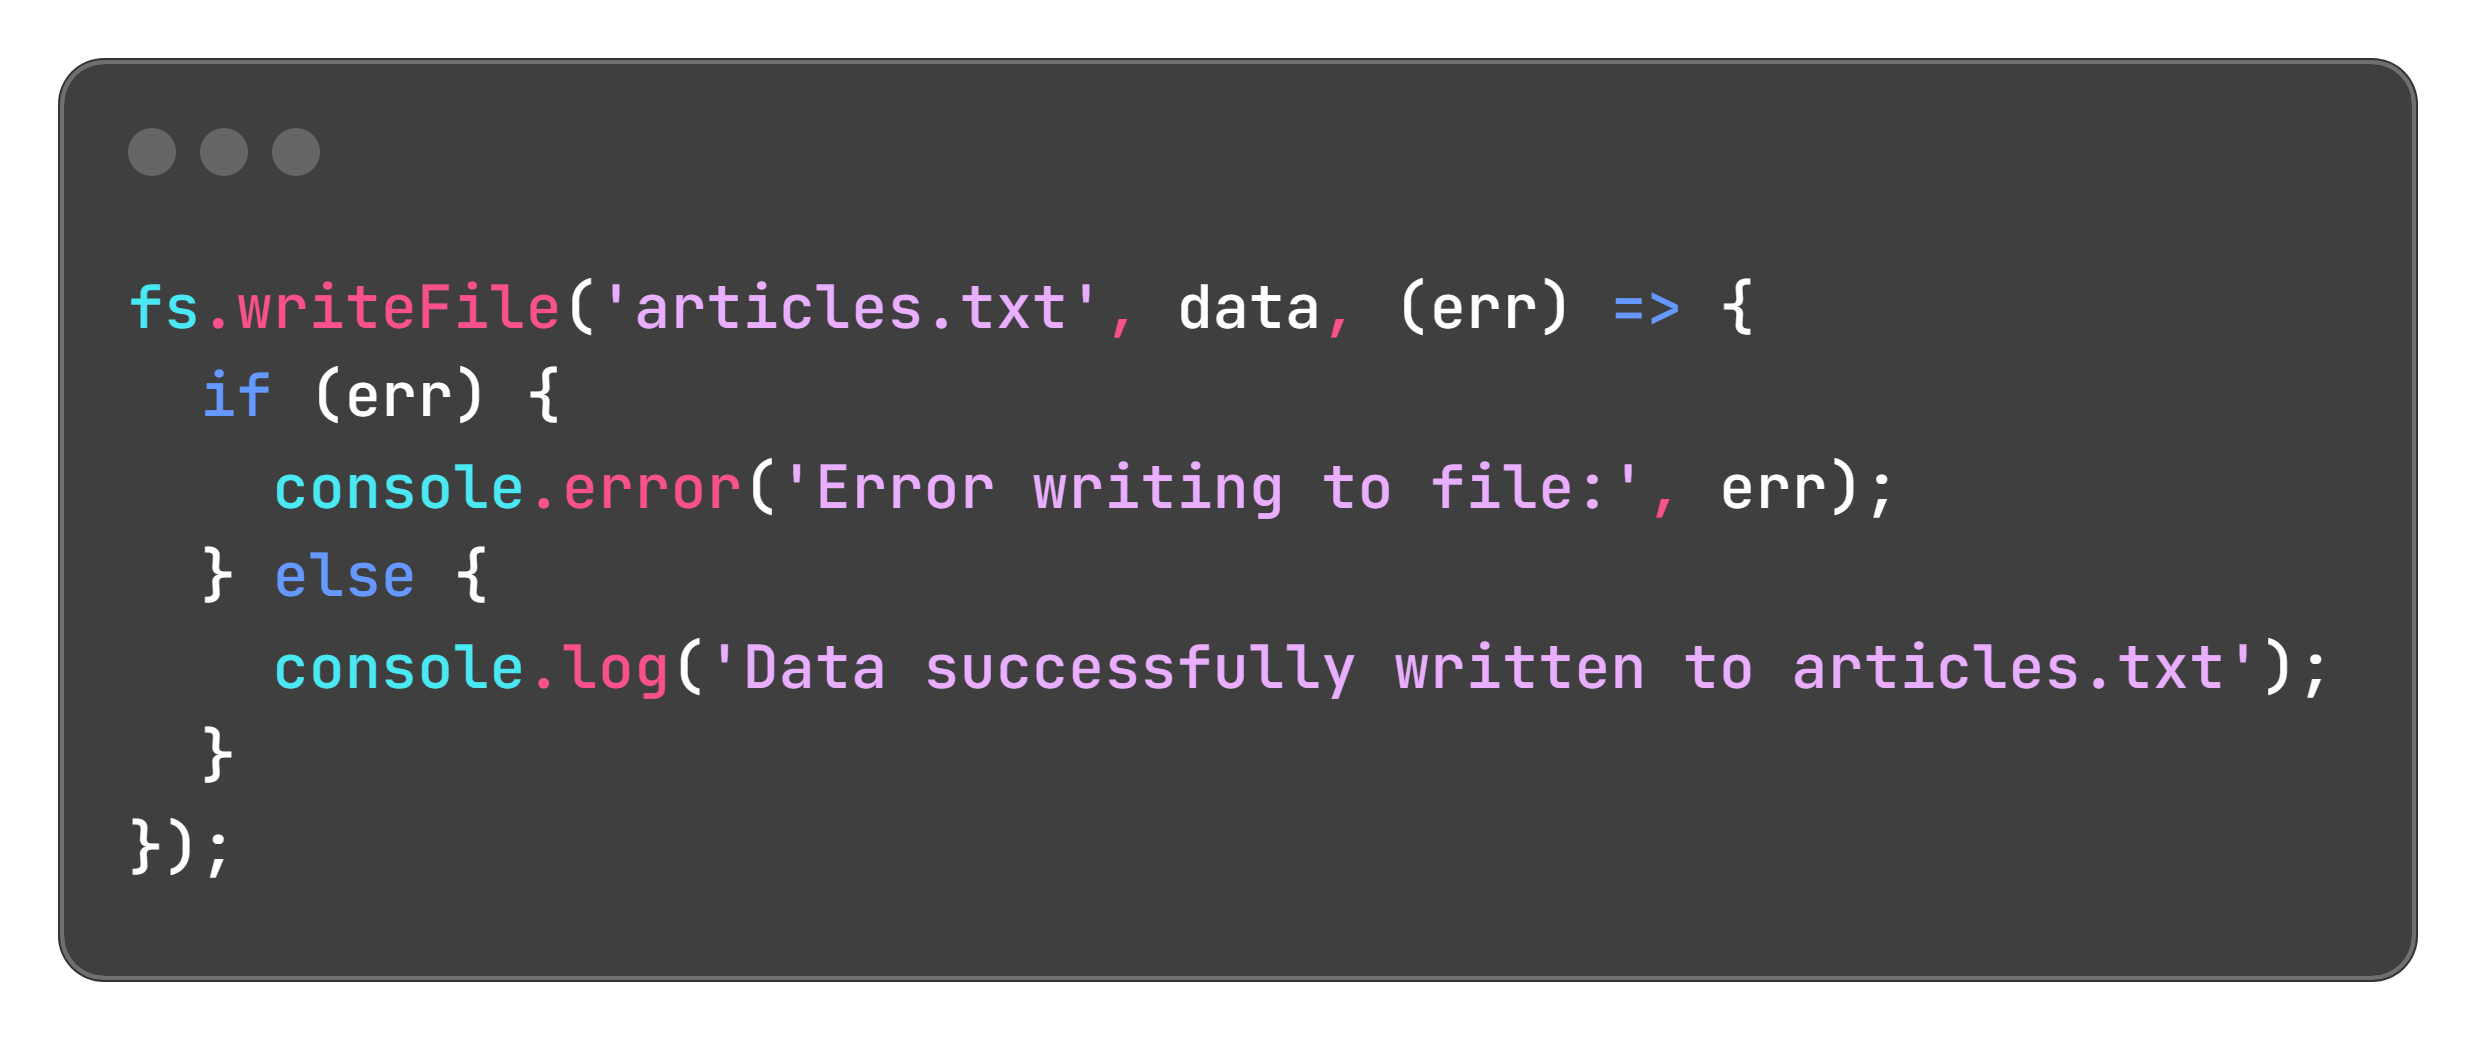 fs.writeFile('articles.txt', data, (err) => {
  if (err) {
    console.error('Error writing to file:', err);
  } else {
    console.log('Data successfully written to articles.txt');
  }
});